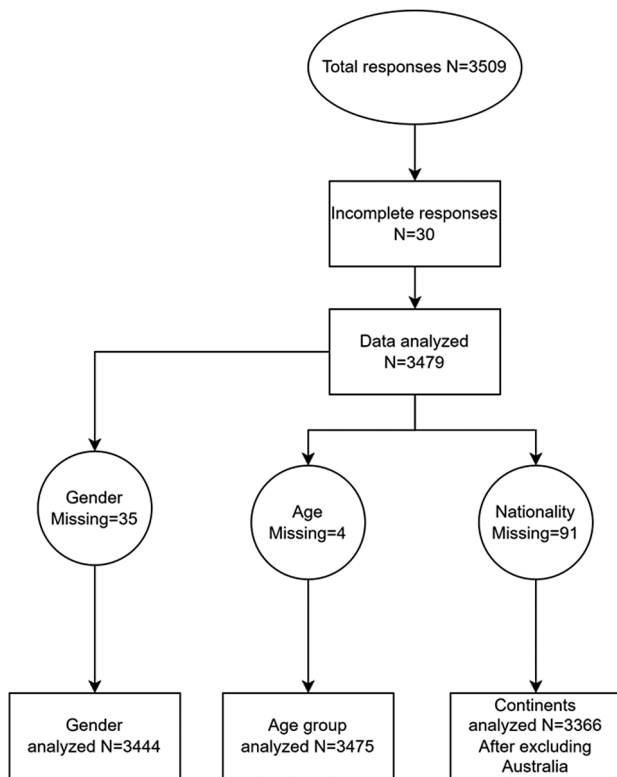 Total responses N=3509
Incomplete responses
N=30
Data analyzed
N=3479
Gender
Missing=35
Age
Missing=4
Nationality
Missing=91
Gender
analyzed N=3444
Age group
analyzed N=3475
Continents
analyzed N=3366
After excluding
Australia